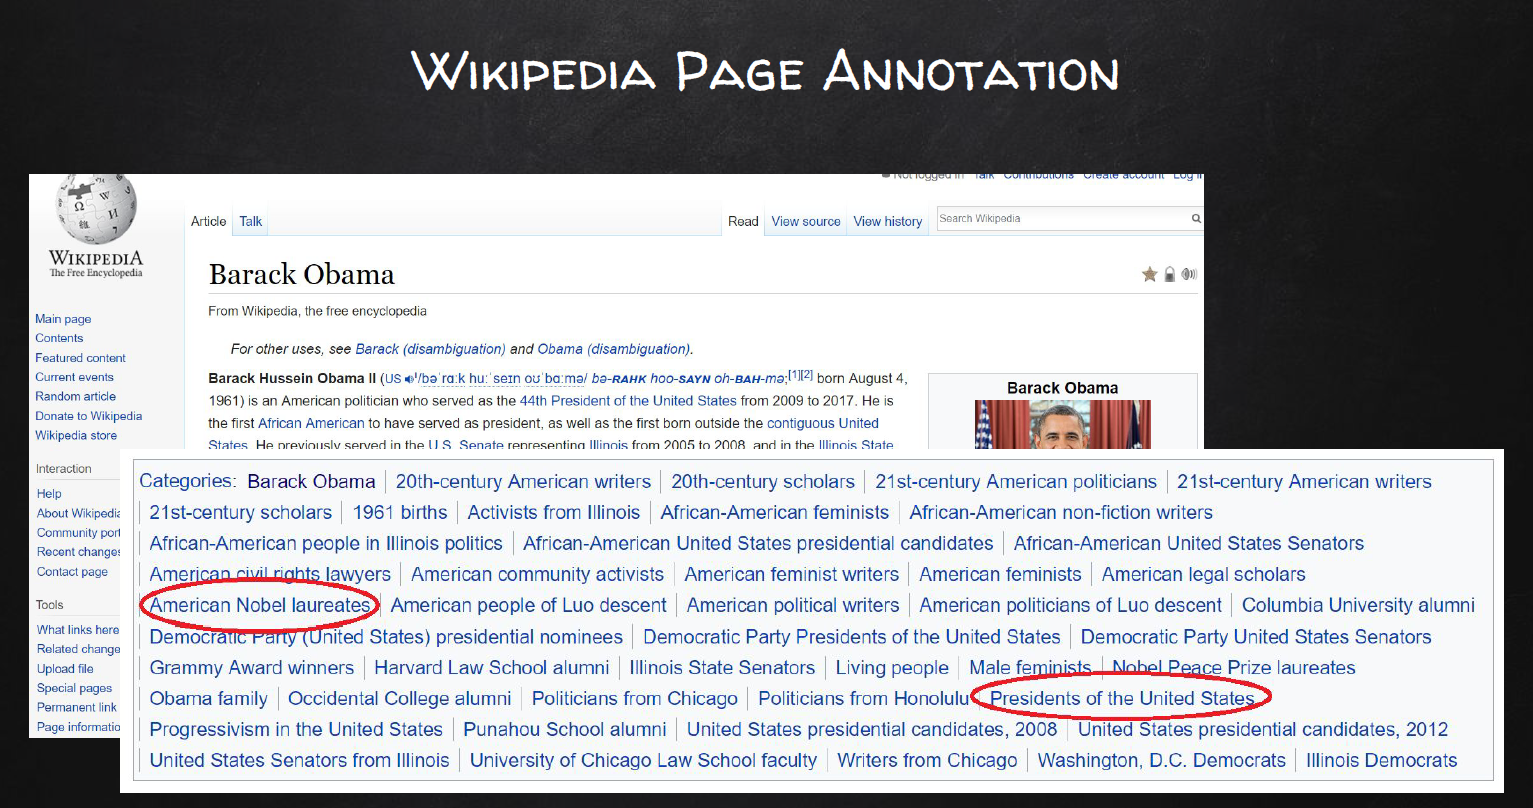 Wikipedia Page Annotation
Not logged in Talk Contributions Create account Log in
Article Talk Read View source View history Search Wikipedia
WIKIPEDIA
The Free Encyclopedia
Barack Obama
From Wikipedia, the free encyclopedia
For other uses, see Barack (disambiguation) and Obama (disambiguation).
Barack Hussein Obama II (US /bəˈrɑːk huːˈseɪn oʊˈbɑːmə/ bə-RAHK hoo-SAYN oh-BAH-mə;[1][2] born August 4,
1961) is an American politician who served as the 44th President of the United States from 2009 to 2017. He is
the first African American to have served as president, as well as the first born outside the contiguous United
States. He previously served in the U.S. Senate representing Illinois from 2005 to 2008, and in the Illinois State
Barack Obama
Main page
Contents
Featured content
Current events
Random article
Donate to Wikipedia
Wikipedia store
Interaction
Help
About Wikipedia
Community port
Recent changes
Contact page
Tools
What links here
Related change
Upload file
Special pages
Permanent link
Page informatio
Categories: Barack Obama | 20th-century American writers | 20th-century scholars | 21st-century American politicians | 21st-century American writers
21st-century scholars | 1961 births | Activists from Illinois | African-American feminists | African-American non-fiction writers
African-American people in Illinois politics | African-American United States presidential candidates | African-American United States Senators
American civil rights lawyers | American community activists | American feminist writers | American feminists | American legal scholars
American Nobel laureates | American people of Luo descent | American political writers | American politicians of Luo descent | Columbia University alumni
Democratic Party (United States) presidential nominees | Democratic Party Presidents of the United States | Democratic Party United States Senators
Grammy Award winners | Harvard Law School alumni | Illinois State Senators | Living people | Male feminists | Nobel Peace Prize laureates
Obama family | Occidental College alumni | Politicians from Chicago | Politicians from Honolulu | Presidents of the United States
Progressivism in the United States | Punahou School alumni | United States presidential candidates, 2008 | United States presidential candidates, 2012
United States Senators from Illinois | University of Chicago Law School faculty | Writers from Chicago | Washington, D.C. Democrats | Illinois Democrats